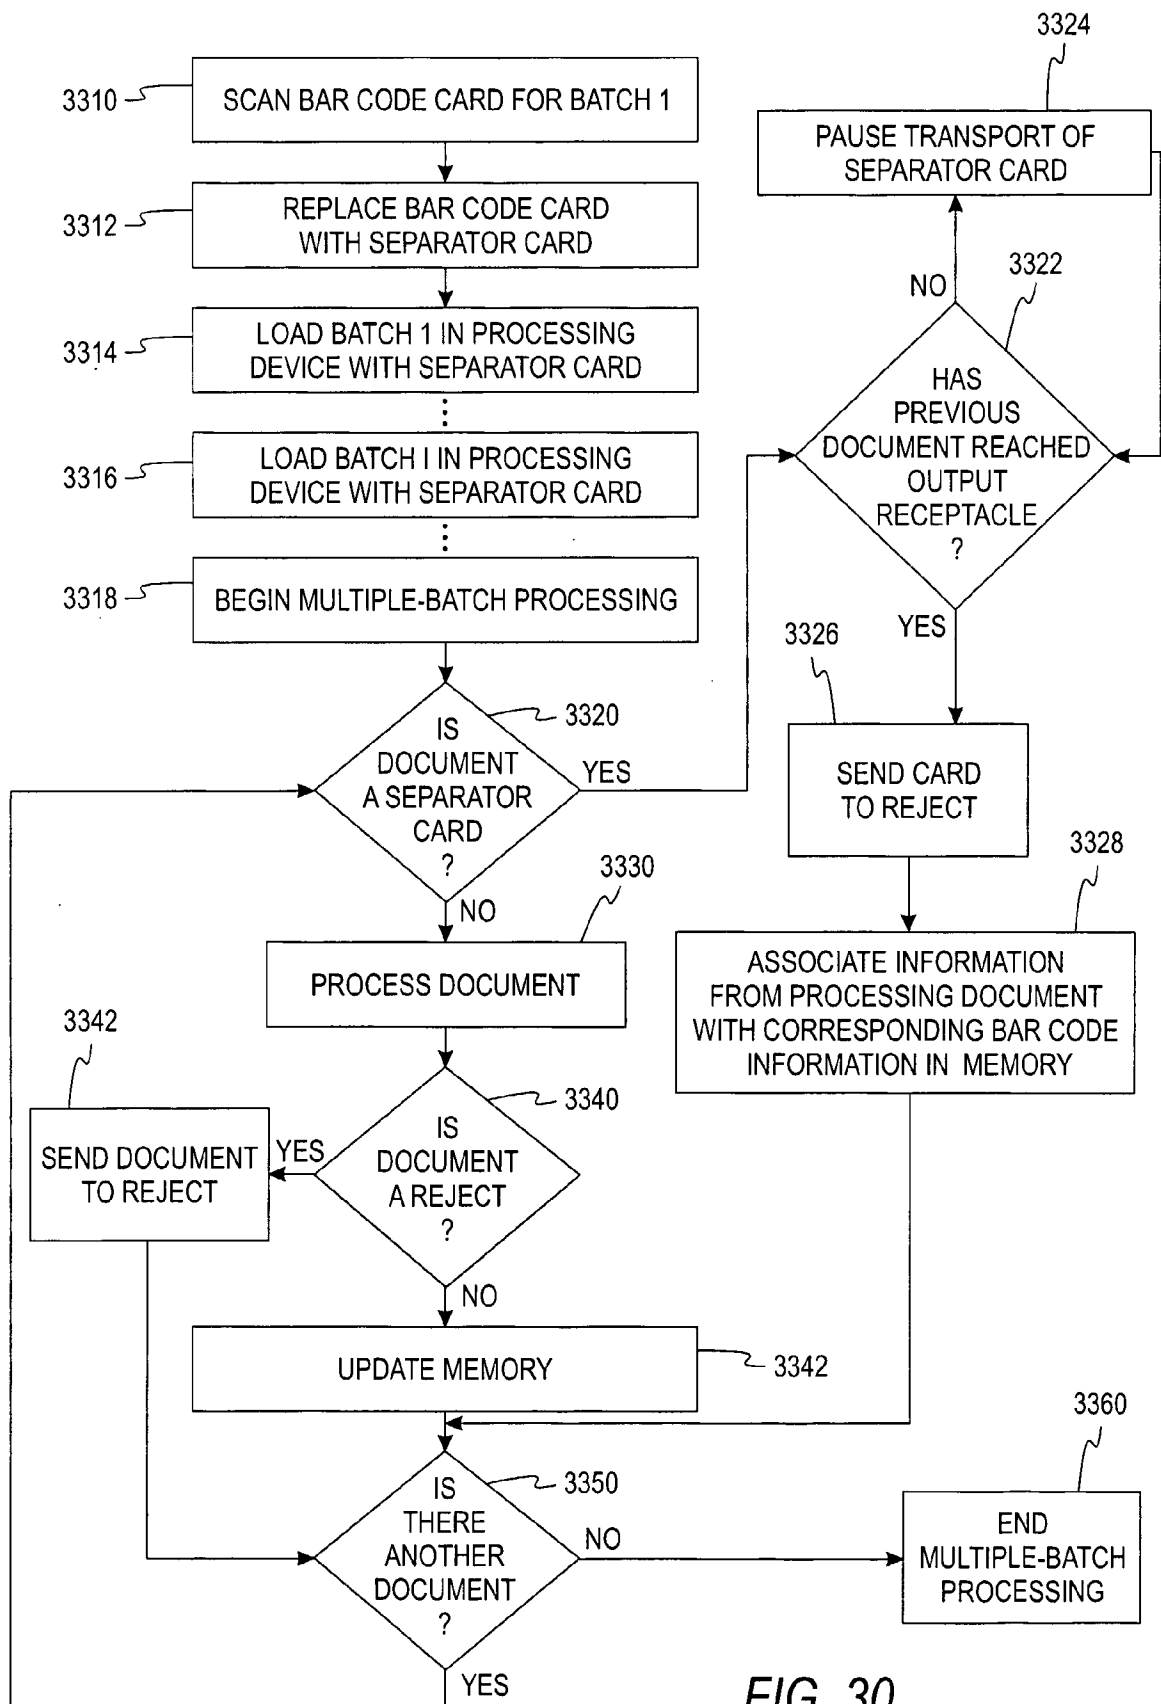 3310
SCAN BAR CODE CARD FOR BATCH 1
3312
REPLACE BAR CODE CARD
WITH SEPARATOR CARD
3314
LOAD BATCH 1 IN PROCESSING
DEVICE WITH SEPARATOR CARD
3316
LOAD BATCH I IN PROCESSING
DEVICE WITH SEPARATOR CARD
3318
BEGIN MULTIPLE-BATCH PROCESSING
3320
IS
DOCUMENT
A SEPARATOR
CARD
?
YES
NO
3324
PAUSE TRANSPORT OF
SEPARATOR CARD
3322
NO
HAS
PREVIOUS
DOCUMENT REACHED
OUTPUT
RECEPTACLE
?
YES
3326
SEND CARD
TO REJECT
3328
ASSOCIATE INFORMATION
FROM PROCESSING DOCUMENT
WITH CORRESPONDING BAR CODE
INFORMATION IN MEMORY
3330
PROCESS DOCUMENT
3340
IS
DOCUMENT
A REJECT
?
YES
3342
SEND DOCUMENT
TO REJECT
NO
UPDATE MEMORY
3342
3350
IS
THERE
ANOTHER
DOCUMENT
?
NO
3360
END
MULTIPLE-BATCH
PROCESSING
YES
FIG. 30